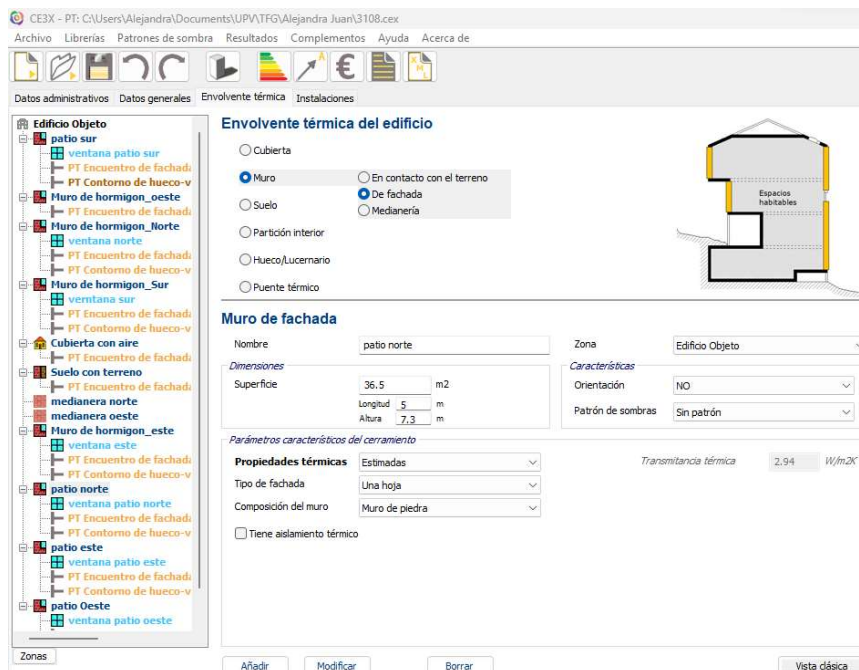 CE3X - PT: C:\Users\Alejandra\Documents\UPV\TFG\Alejandra Juan\3108.cex
Archivo Librerías Patrones de sombra Resultados Complementos Ayuda Acerca de
Datos administrativos Datos generales Envolvente térmica Instalaciones
Edificio Objeto
patio sur
ventana patio sur
PT Encuentro de fachada
PT Contorno de hueco-v
Muro de hormigon_oeste
PT Encuentro de fachada
Muro de hormigon_Norte
ventana norte
PT Encuentro de fachada
PT Contorno de hueco-v
Muro de hormigon_Sur
verntana sur
PT Encuentro de fachada
PT Contorno de hueco-v
Cubierta con aire
PT Encuentro de fachada
Suelo con terreno
PT Encuentro de fachada
medianera norte
medianera oeste
Muro de hormigon_este
ventana este
PT Encuentro de fachada
PT Contorno de hueco-v
patio norte
ventana patio norte
PT Encuentro de fachada
PT Contorno de hueco-v
patio este
ventana patio este
PT Encuentro de fachada
PT Contorno de hueco-v
patio Oeste
ventana patio oeste
Zonas
Envolvente térmica del edificio
Cubierta
Muro
En contacto con el terreno
De fachada
Medianería
Suelo
Partición interior
Hueco/Lucernario
Puente térmico
Espacios
habitables
Muro de fachada
Nombre patio norte Zona Edificio Objeto
Dimensiones Características
Superficie 36.5 m2 Orientación NO
Longitud 5 m
Altura 7.3 m Patrón de sombras Sin patrón
Parámetros característicos del cerramiento
Propiedades térmicas Estimadas Transmitancia térmica 2.94 W/m2K
Tipo de fachada Una hoja
Composición del muro Muro de piedra
Tiene aislamiento térmico
Añadir Modificar Borrar Vista clásica